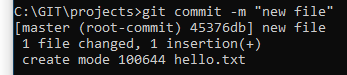 C:\GIT\projects>git commit -m "new file"
[master (root-commit) 45376db] new file
 1 file changed, 1 insertion(+)
 create mode 100644 hello.txt